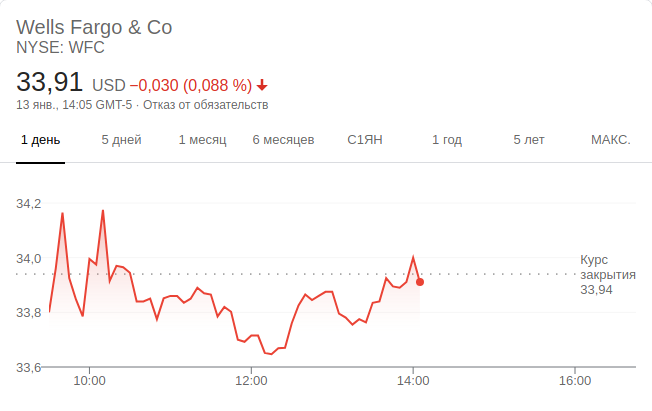 Wells Fargo & Co
NYSE: WFC
33,91 USD −0,030 (0,088 %)
13 янв., 14:05 GMT-5 · Отказ от обязательств
1 день 5 дней 1 месяц 6 месяцев С1ЯН 1 год 5 лет МАКС.
34,2
34,0
33,8
33,6
Курс
закрытия
33,94
10:00 12:00 14:00 16:00